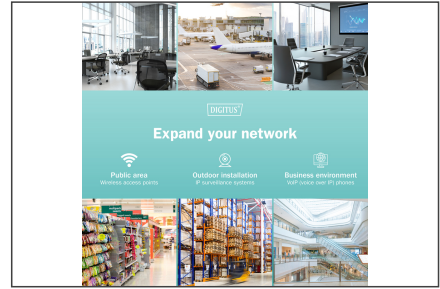 DIGITUS
Expand your network
Public area
Wireless access points
Outdoor installation
IP surveillance systems
Business environment
VoIP (voice over IP) phones